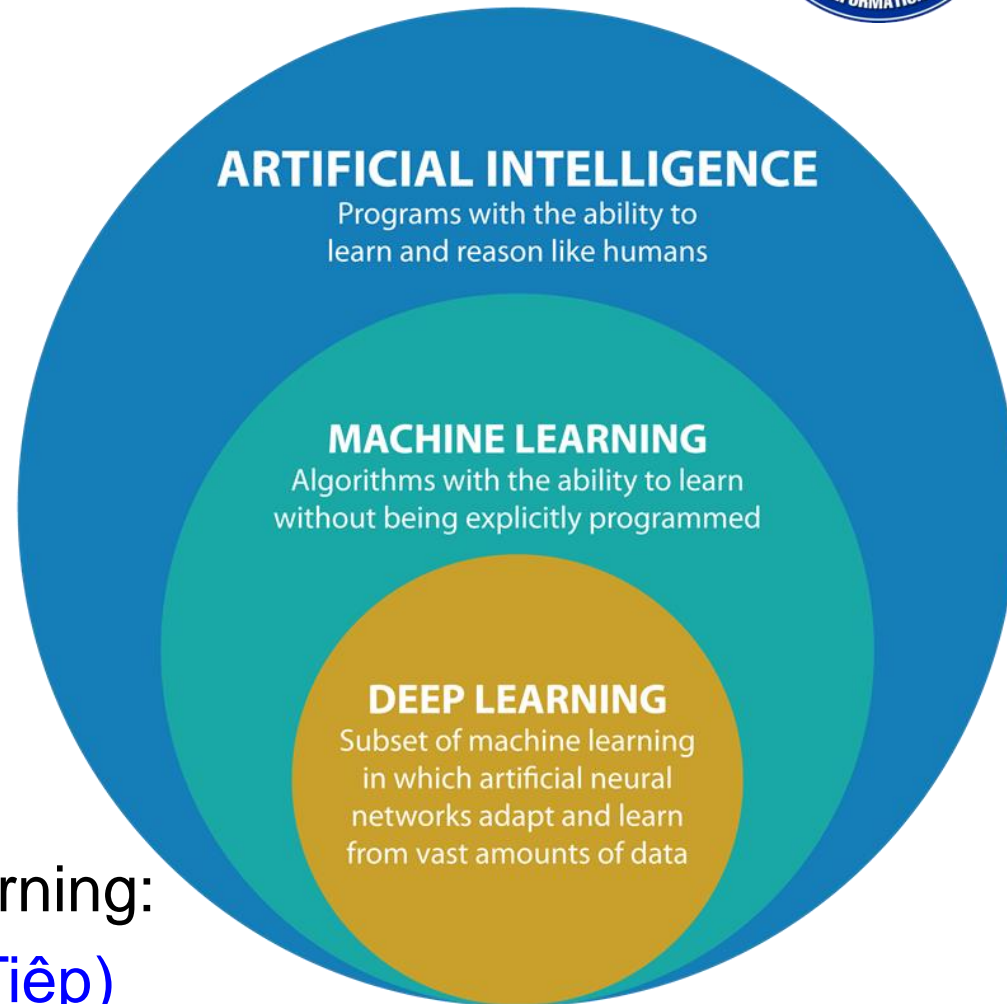 ARTIFICIAL INTELLIGENCE
Programs with the ability to
learn and reason like humans
MACHINE LEARNING
Algorithms with the ability to learn
without being explicitly programmed
DEEP LEARNING
Subset of machine learning
in which artificial neural
networks adapt and learn
from vast amounts of data
rning:
Tiêp)